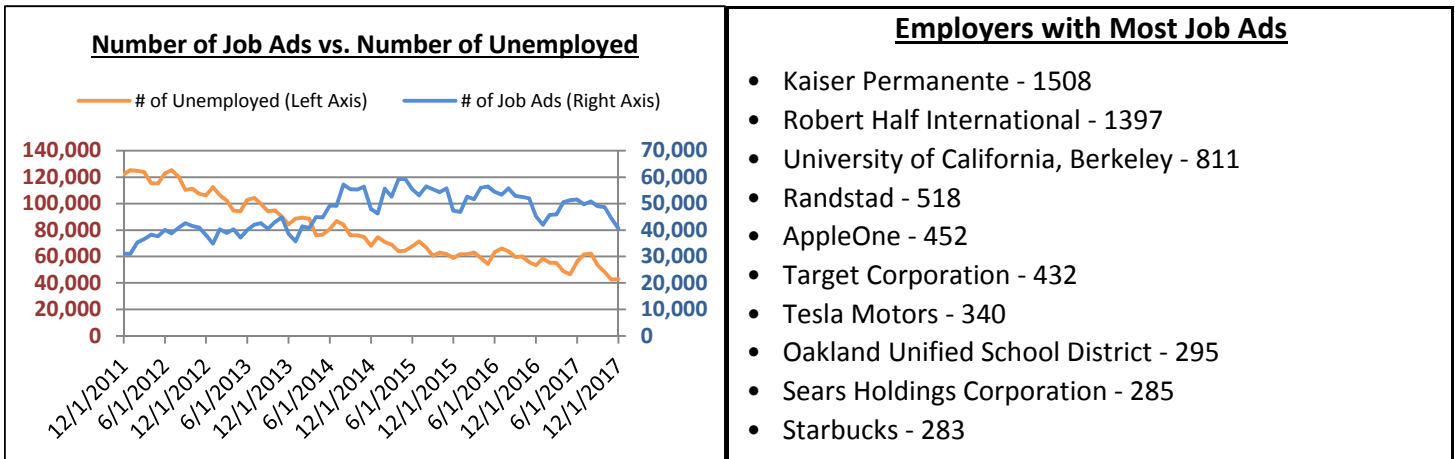 Number of Job Ads vs. Number of Unemployed
# of Unemployed (Left Axis) # of Job Ads (Right Axis)
140,000 70,000
120,000 60,000
100,000 50,000
80,000 40,000
60,000 30,000
40,000 20,000
20,000 10,000
0 0
12/1/2011
6/1/2012
12/1/2012
6/1/2013
12/1/2013
6/1/2014
12/1/2014
6/1/2015
12/1/2015
6/1/2016
12/1/2016
6/1/2017
12/1/2017
Employers with Most Job Ads
• Kaiser Permanente - 1508
• Robert Half International - 1397
• University of California, Berkeley - 811
• Randstad - 518
• AppleOne - 452
• Target Corporation - 432
• Tesla Motors - 340
• Oakland Unified School District - 295
• Sears Holdings Corporation - 285
• Starbucks - 283